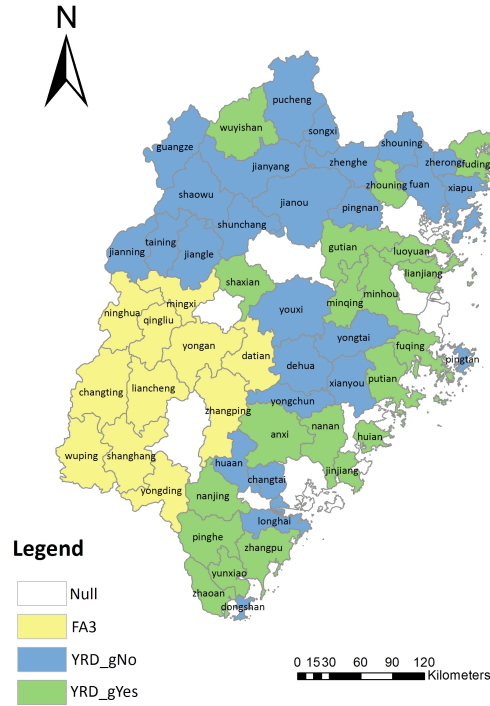 N
pucheng
wuyishan
songxi
shouning
guangze
zhenghe
zherong
fuding
jianyang
zhouning
fuan
xiapu
shaowu
jianou
pingnan
shunchang
taining
jianning
jiangle
gutian
luoyuan
lianjiang
shaxian
minhou
mingxi
minqing
ninghua
qingliu
youxi
yongtai
yongan
fuqing
datian
pingtan
dehua
putian
xianyou
changting
liancheng
yongchun
zhangping
nanan
anxi
huian
wuping
shanghang
huaan
jinjiang
changtai
yongding
nanjing
longhai
pinghe
zhangpu
yunxiao
zhaoan
dongshan
Legend
Null
FA3
YRD_gNo
YRD_gYes
0 1530 60 90 120
Kilometers